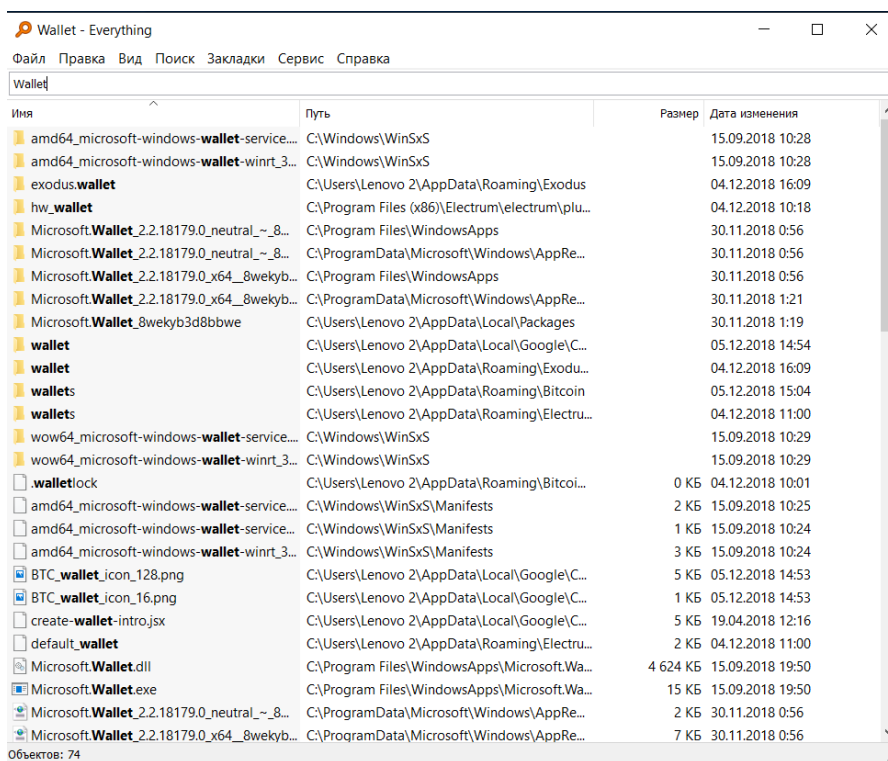 Wallet - Everything
Файл Правка Вид Поиск Закладки Сервис Справка
Wallet
Имя Путь Размер Дата изменения
amd64_microsoft-windows-wallet-service.... C:\Windows\WinSxS 15.09.2018 10:28
amd64_microsoft-windows-wallet-winrt_3... C:\Windows\WinSxS 15.09.2018 10:28
exodus.wallet C:\Users\Lenovo 2\AppData\Roaming\Exodus 04.12.2018 16:09
hw_wallet C:\Program Files (x86)\Electrum\electrum\plu... 04.12.2018 10:18
Microsoft.Wallet_2.2.18179.0_neutral_~_8... C:\Program Files\WindowsApps 30.11.2018 0:56
Microsoft.Wallet_2.2.18179.0_neutral_~_8... C:\ProgramData\Microsoft\Windows\AppRe... 30.11.2018 0:56
Microsoft.Wallet_2.2.18179.0_x64__8wekyb... C:\Program Files\WindowsApps 30.11.2018 0:56
Microsoft.Wallet_2.2.18179.0_x64__8wekyb... C:\ProgramData\Microsoft\Windows\AppRe... 30.11.2018 1:21
Microsoft.Wallet_8wekyb3d8bbwe C:\Users\Lenovo 2\AppData\Local\Packages 30.11.2018 1:19
wallet C:\Users\Lenovo 2\AppData\Local\Google\C... 05.12.2018 14:54
wallet C:\Users\Lenovo 2\AppData\Roaming\Exodu... 04.12.2018 16:09
wallets C:\Users\Lenovo 2\AppData\Roaming\Bitcoin 05.12.2018 15:04
wallets C:\Users\Lenovo 2\AppData\Roaming\Electru... 04.12.2018 11:00
wow64_microsoft-windows-wallet-service.... C:\Windows\WinSxS 15.09.2018 10:29
wow64_microsoft-windows-wallet-winrt_3... C:\Windows\WinSxS 15.09.2018 10:29
.walletlock C:\Users\Lenovo 2\AppData\Roaming\Bitcoi... 0 КБ 04.12.2018 10:01
amd64_microsoft-windows-wallet-service.... C:\Windows\WinSxS\Manifests 2 КБ 15.09.2018 10:25
amd64_microsoft-windows-wallet-service... C:\Windows\WinSxS\Manifests 1 КБ 15.09.2018 10:24
amd64_microsoft-windows-wallet-winrt_3... C:\Windows\WinSxS\Manifests 3 КБ 15.09.2018 10:24
BTC_wallet_icon_128.png C:\Users\Lenovo 2\AppData\Local\Google\C... 5 КБ 05.12.2018 14:53
BTC_wallet_icon_16.png C:\Users\Lenovo 2\AppData\Local\Google\C... 1 КБ 05.12.2018 14:53
create-wallet-intro.jsx C:\Users\Lenovo 2\AppData\Local\Google\C... 5 КБ 19.04.2018 12:16
default_wallet C:\Users\Lenovo 2\AppData\Roaming\Electru... 2 КБ 04.12.2018 11:00
Microsoft.Wallet.dll C:\Program Files\WindowsApps\Microsoft.Wa... 4 624 КБ 15.09.2018 19:50
Microsoft.Wallet.exe C:\Program Files\WindowsApps\Microsoft.Wa... 15 КБ 15.09.2018 19:50
Microsoft.Wallet_2.2.18179.0_neutral_~_8... C:\ProgramData\Microsoft\Windows\AppRe... 2 КБ 30.11.2018 0:56
Microsoft.Wallet_2.2.18179.0_x64__8wekyb... C:\ProgramData\Microsoft\Windows\AppRe... 7 КБ 30.11.2018 0:56
Объектов: 74